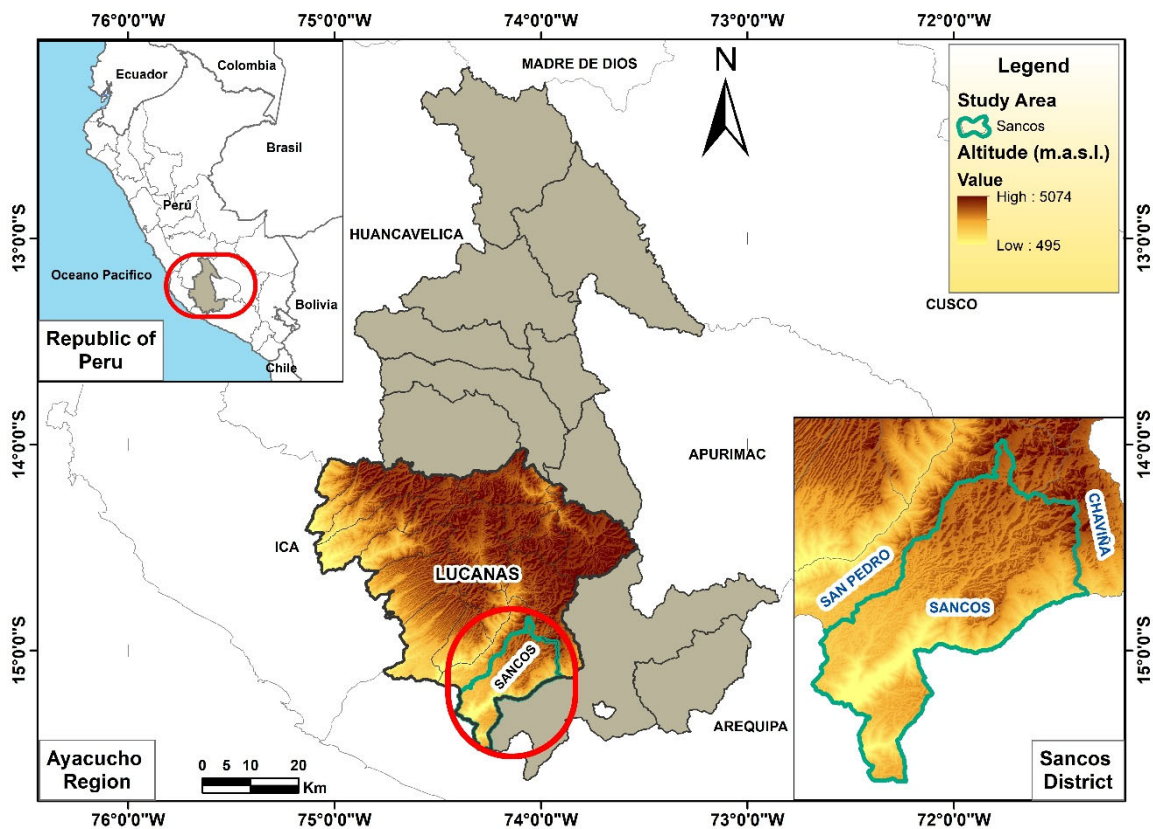 76°0'0"W
75°0'0"W
74°0'0"W
73°0'0"W
72°0'0"W
Ecuador
Colombia
Brasil
Perú
Oceano Pacifico
Bolivia
Chile
Republic of
Peru
MADRE DE DIOS
N
Legend
Study Area
Sancos
Altitude (m.a.s.l.)
Value
High : 5074
Low : 495
13°0'0"S
13°0'0"S
HUANCAVELICA
CUSCO
14°0'0"S
14°0'0"S
APURIMAC
ICA
LUCANAS
SANCOS
AREQUIPA
SAN PEDRO
CHAVIÑA
SANCOS
15°0'0"S
15°0'0"S
Ayacucho
Region
0 5 10 20
Km
Sancos
District
76°0'0"W
75°0'0"W
74°0'0"W
73°0'0"W
72°0'0"W